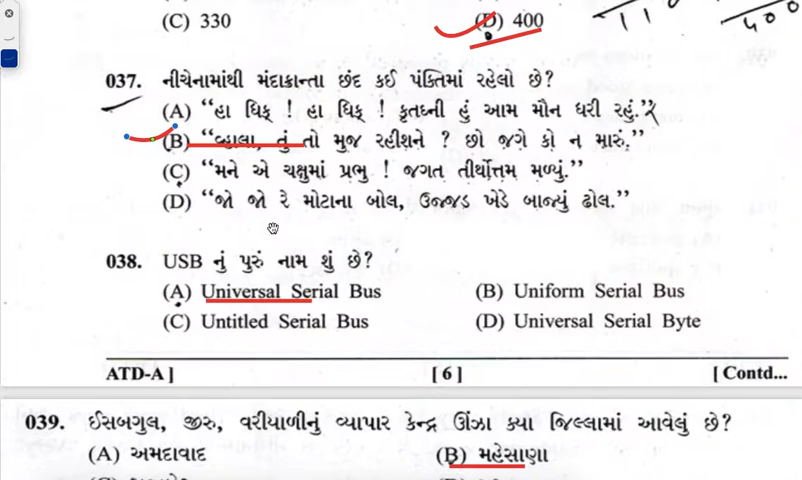 (C) 330 (D) 400
037. નીચેનામાંથી મંદાક્રાન્તા છંદ કઈ પંક્તિમાં રહેલો છે?
(A) “હા ધિક્ ! હા ધિક્ ! કૃતઘ્ની હું આમ મૌન ધરી રહું.”
(B) “વ્હાલા, તું તો મુજ રહીશને ? છો જગે કો ન મારું.”
(C) “મને એ ચક્ષુમાં પ્રભુ ! જગત તીર્થોત્તમ મળ્યું.”
(D) “જો જો રે મોટાના બોલ, ઉજ્જડ ખેડે બાજ્યું ઢોલ.”
038. USB નું પુરું નામ શું છે?
(A) Universal Serial Bus (B) Uniform Serial Bus
(C) Untitled Serial Bus (D) Universal Serial Byte
ATD-A ] [ 6 ] [ Contd...
039. ઈસબગુલ, જીરુ, વરીયાળીનું વ્યાપાર કેન્દ્ર ઊંઝા ક્યા જિલ્લામાં આવેલું છે?
(A) અમદાવાદ (B) મહેસાણા